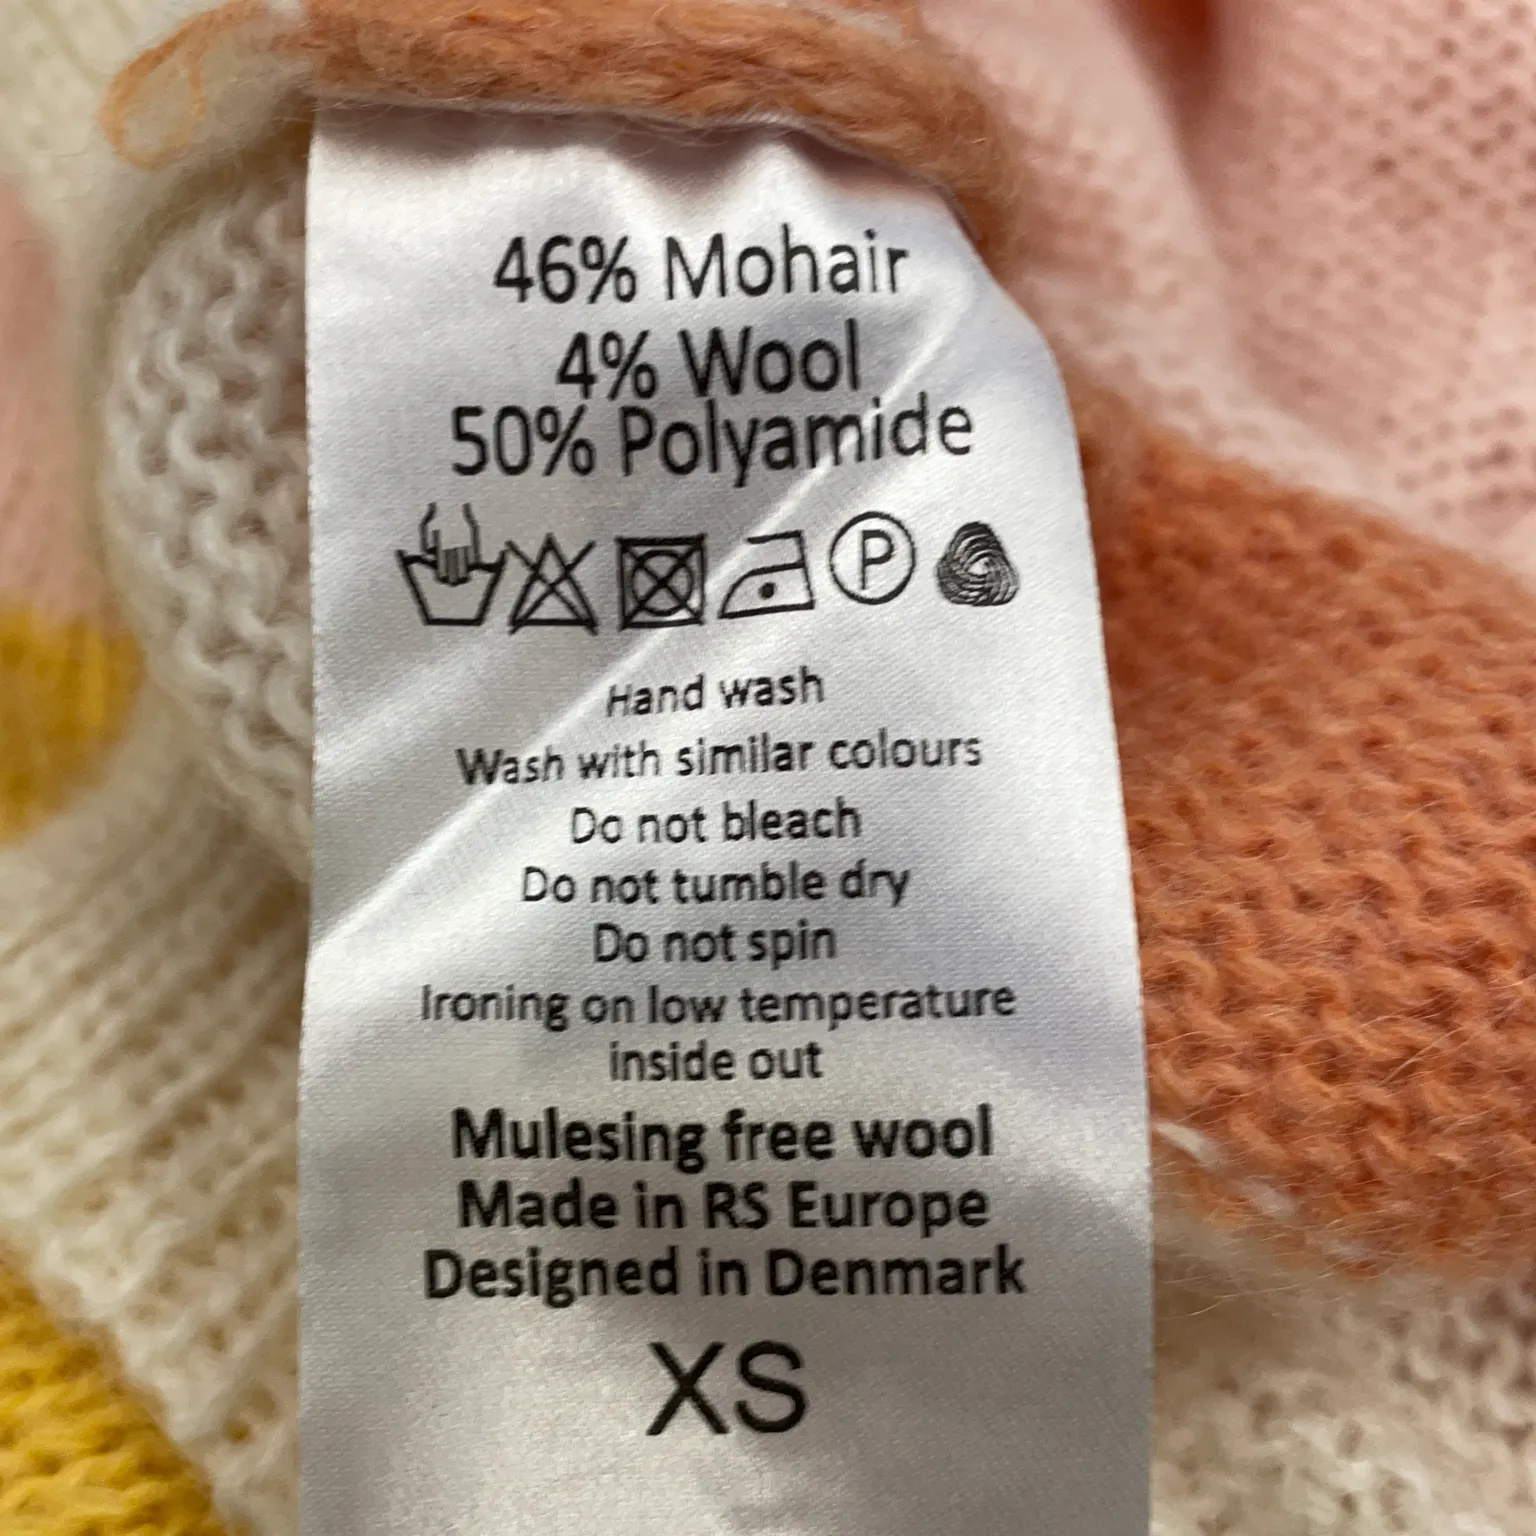 46% Mohair
4% Wool
50% Polyamide
P
Hand wash
Wash with similar colours
Do not bleach
Do not tumble dry
Do not spin
Ironing on low temperature
inside out
Mulesing free wool
Made in RS Europe
Designed in Denmark
XS